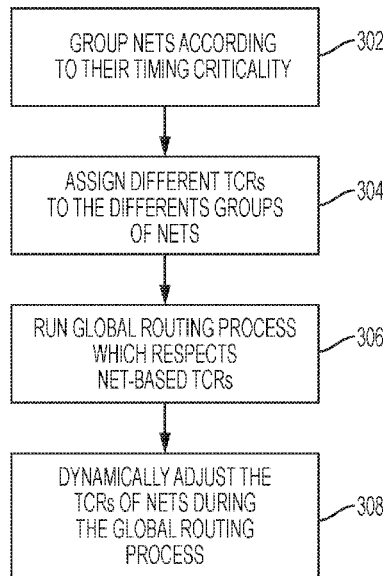 GROUP NETS ACCORDING
TO THEIR TIMING CRITICALITY
302
ASSIGN DIFFERENT TCRs
TO THE DIFFERENTS GROUPS
OF NETS
304
RUN GLOBAL ROUTING PROCESS
WHICH RESPECTS
NET-BASED TCRs
306
DYNAMICALLY ADJUST THE
TCRs OF NETS DURING
THE GLOBAL ROUTING
PROCESS
308